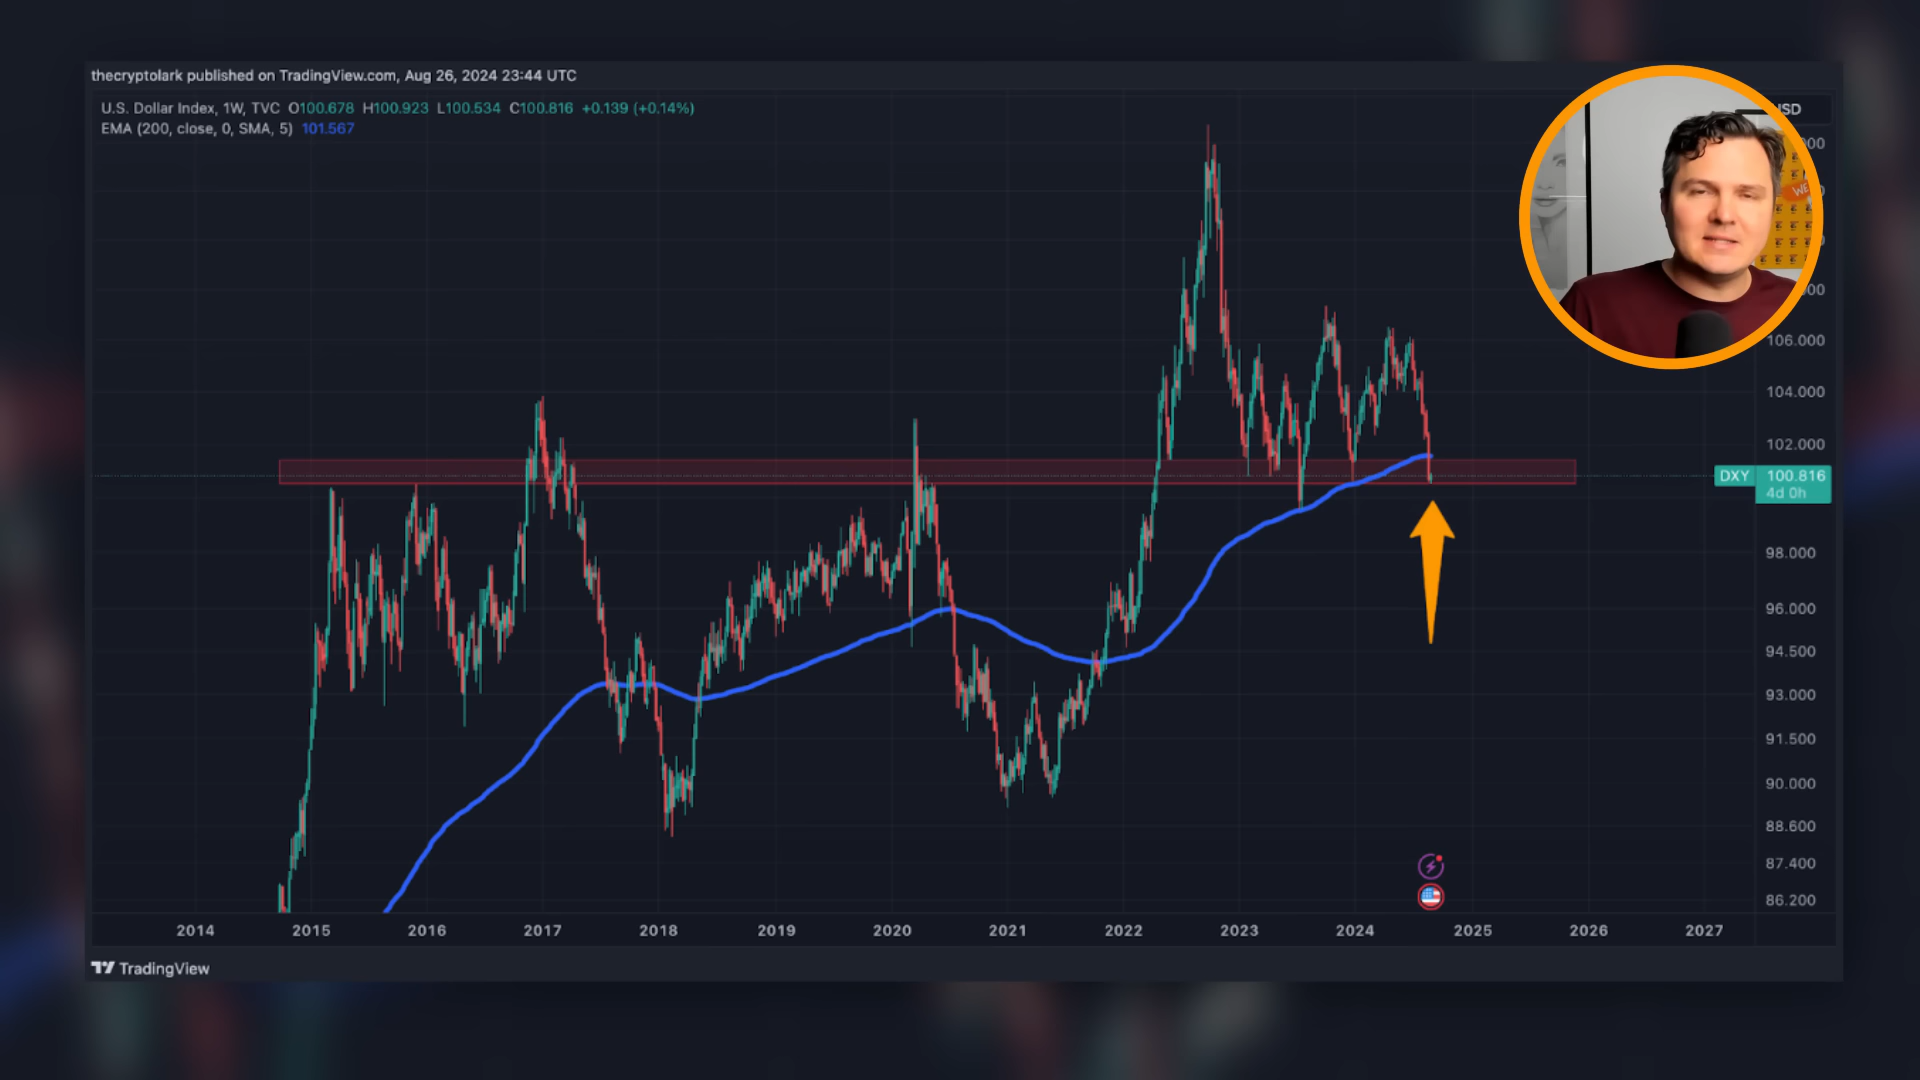 thecryptolark published on TradingView.com, Aug 26, 2024 23:44 UTC
U.S. Dollar Index, 1W, TVC O100.678 H100.923 L100.534 C100.816 +0.139 (+0.14%)
EMA (200, close, 0, SMA, 5) 101.567
WE
106.000
104.000
102.000
DXY 100.816
4d 0h
98.000
96.000
94.500
93.000
91.500
90.000
88.600
87.400
86.200
2014 2015 2016 2017 2018 2019 2020 2021 2022 2023 2024 2025 2026 2027
TradingView